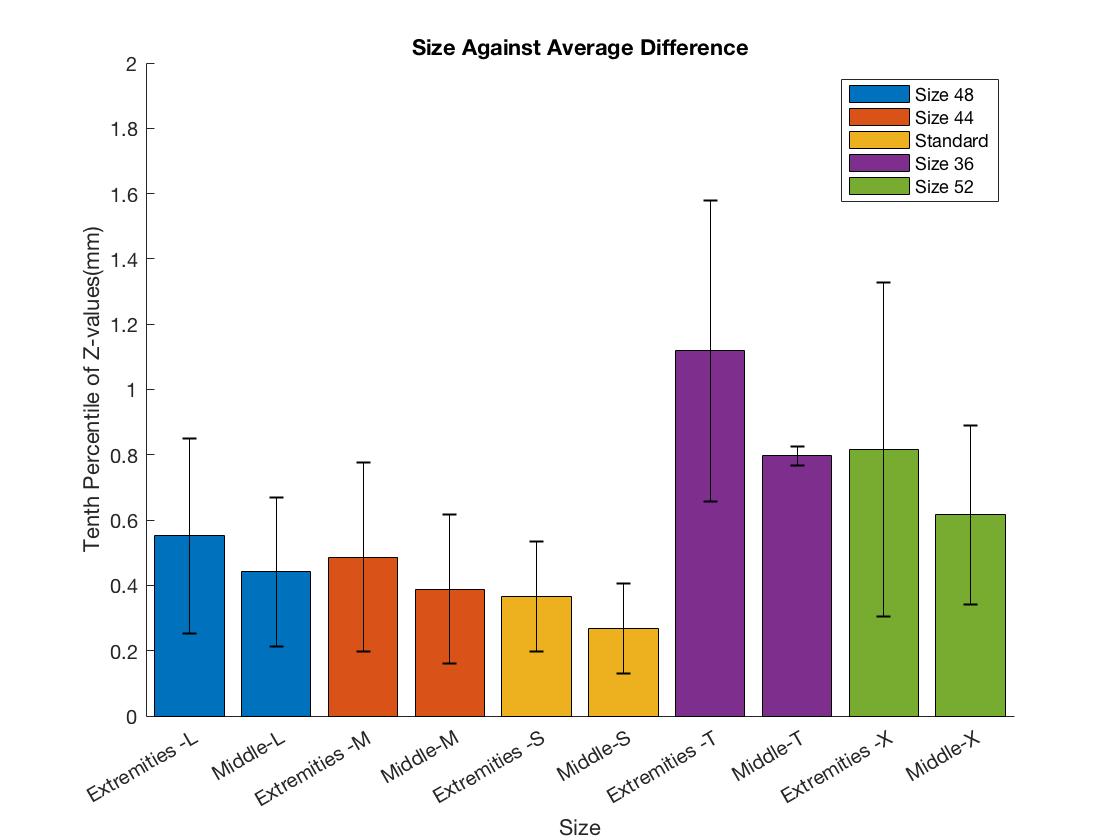 Size Against Average Difference
Size 48
Size 44
Standard
Size 36
Size 52
Tenth Percentile of Z-values(mm)
2
1.8
1.6
1.4
1.2
1
0.8
0.6
0.4
0.2
0
Extremities -L
Middle-L
Extremities -M
Middle-M
Extremities -S
Middle-S
Extremities -T
Middle-T
Extremities -X
Middle-X
Size